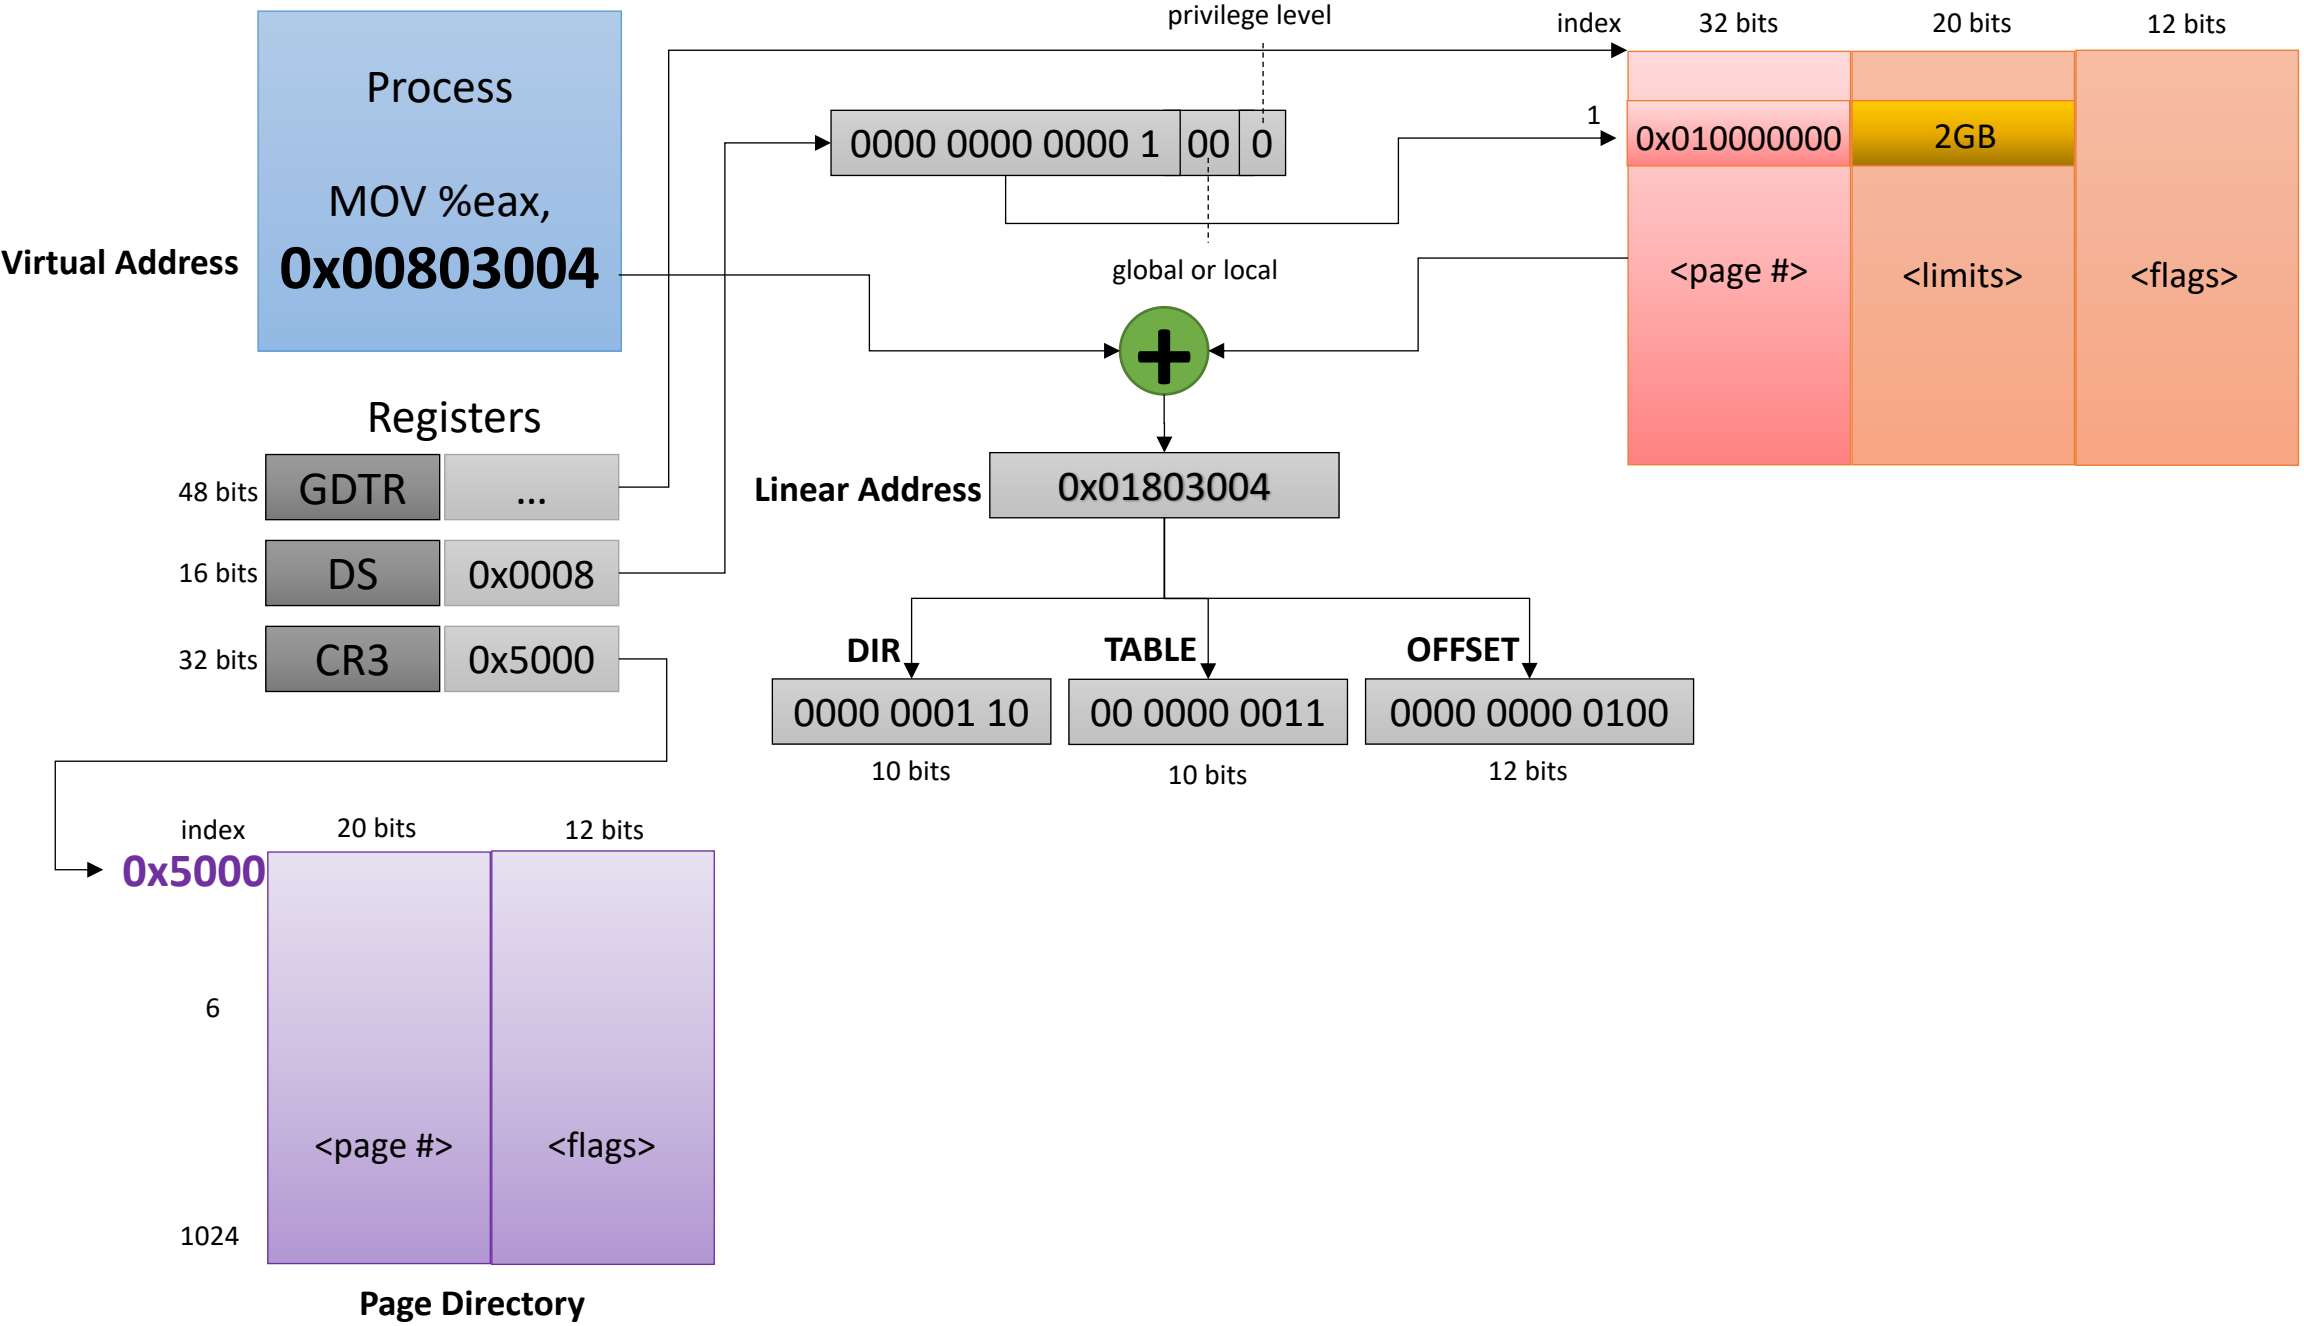 privilege level
index
32 bits
20 bits
12 bits
Process
MOV %eax,
0x00803004
Virtual Address
0000 0000 0000 1
00
0
global or local
1
0x010000000
2GB
<page #>
<limits>
<flags>
+
Registers
48 bits
GDTR
...
16 bits
DS
0x0008
32 bits
CR3
0x5000
Linear Address
0x01803004
DIR
TABLE
OFFSET
0000 0001 10
00 0000 0011
0000 0000 0100
10 bits
10 bits
12 bits
index
20 bits
12 bits
0x5000
6
<page #>
<flags>
1024
Page Directory